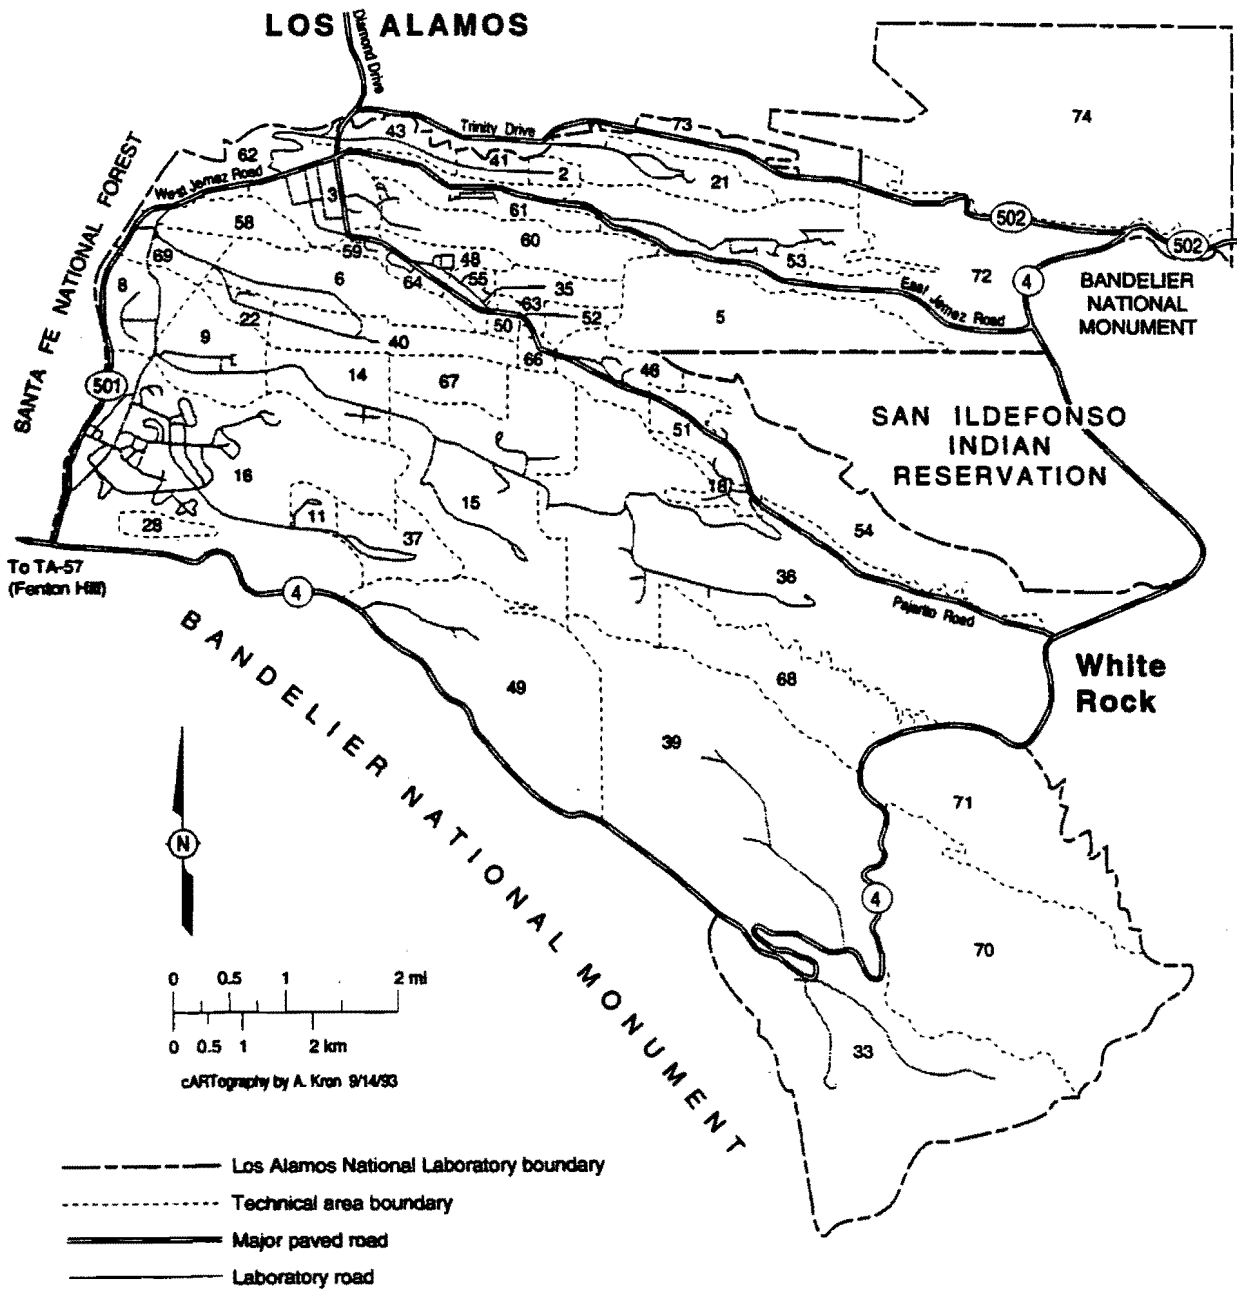 LOS ALAMOS
Diamond Drive
74
43
Trinity Drive
73
62
41
2
21
West Jemez Road
3
SANTA FE NATIONAL FOREST
58
61
502
60
502
59
48
53
72
69
6
64
55
35
4
BANDELIER
NATIONAL
MONUMENT
8
63
East Jemez Road
22
50
52
5
9
40
66
501
14
67
46
SAN ILDEFONSO
INDIAN
RESERVATION
51
16
18
15
11
28
37
54
To TA-57
(Fenton Hill)
36
4
Pajarito Road
BANDELIER NATIONAL MONUMENT
White
Rock
68
49
39
71
N
4
70
0 0.5 1 2 mi
0 0.5 1 2 km
33
cARTography by A. Kron 9/14/93
Los Alamos National Laboratory boundary
Technical area boundary
Major paved road
Laboratory road